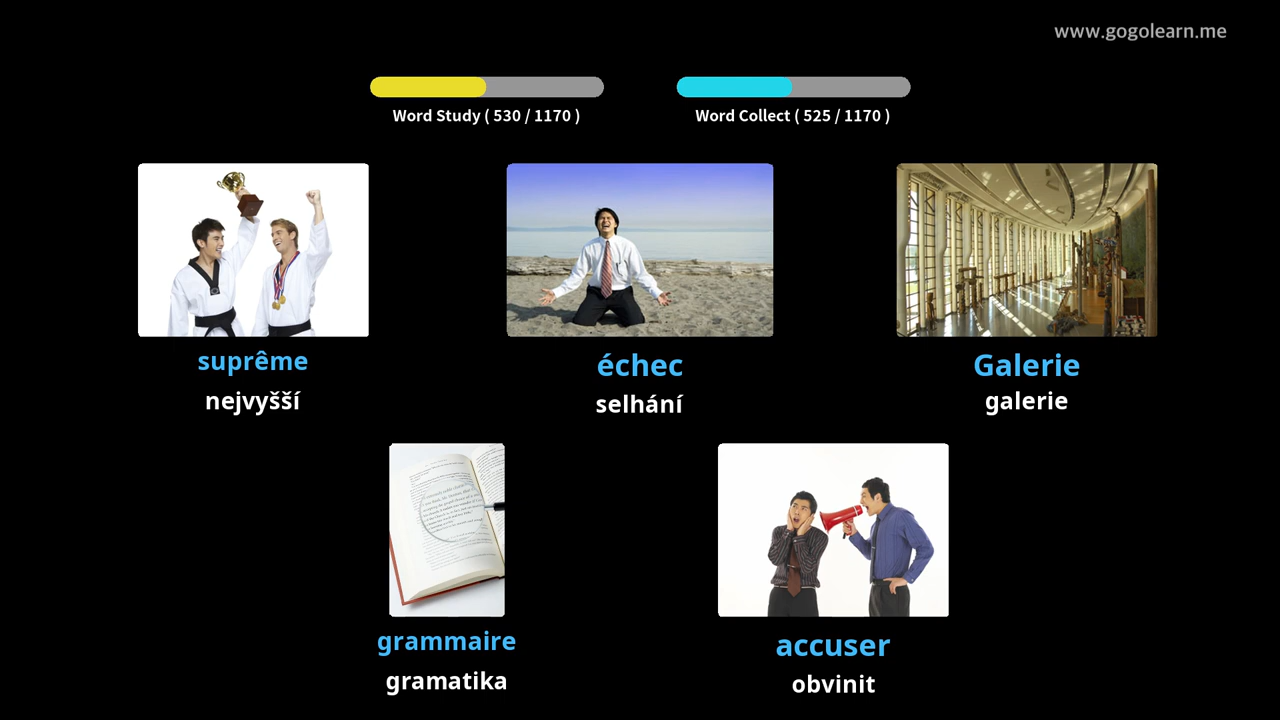 www.gogolearn.me
Word Study ( 530 / 1170 )
Word Collect ( 525 / 1170 )
suprême
nejvyšší
échec
selhání
Galerie
galerie
grammaire
gramatika
accuser
obvinit